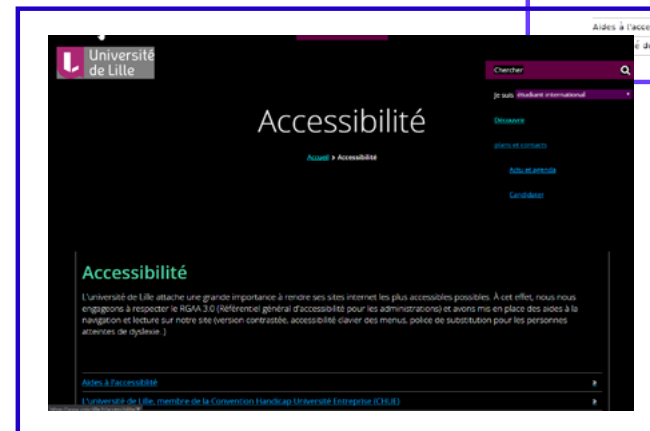 Aides à l'acce
é d
Université
de Lille
Chercher
Je suis étudiant international
Accessibilité
Découvrir
plans et contacts
Accueil > Accessibilité
Actu et agenda
Candidater
Accessibilité
L'université de Lille attache une grande importance à rendre ses sites internet les plus accessibles possibles. À cet effet, nous nous
engageons à respecter le RGAA 3.0 (Référentiel général d'accessibilité pour les administrations) et avons mis en place des aides à la
navigation et lecture sur notre site (version contrastée, accessibilité clavier des menus, police de substitution pour les personnes
atteintes de dyslexie .)
Aides à l'accessibilité
L'université de Lille, membre de la Convention Handicap Université Entreprise (CHUE)